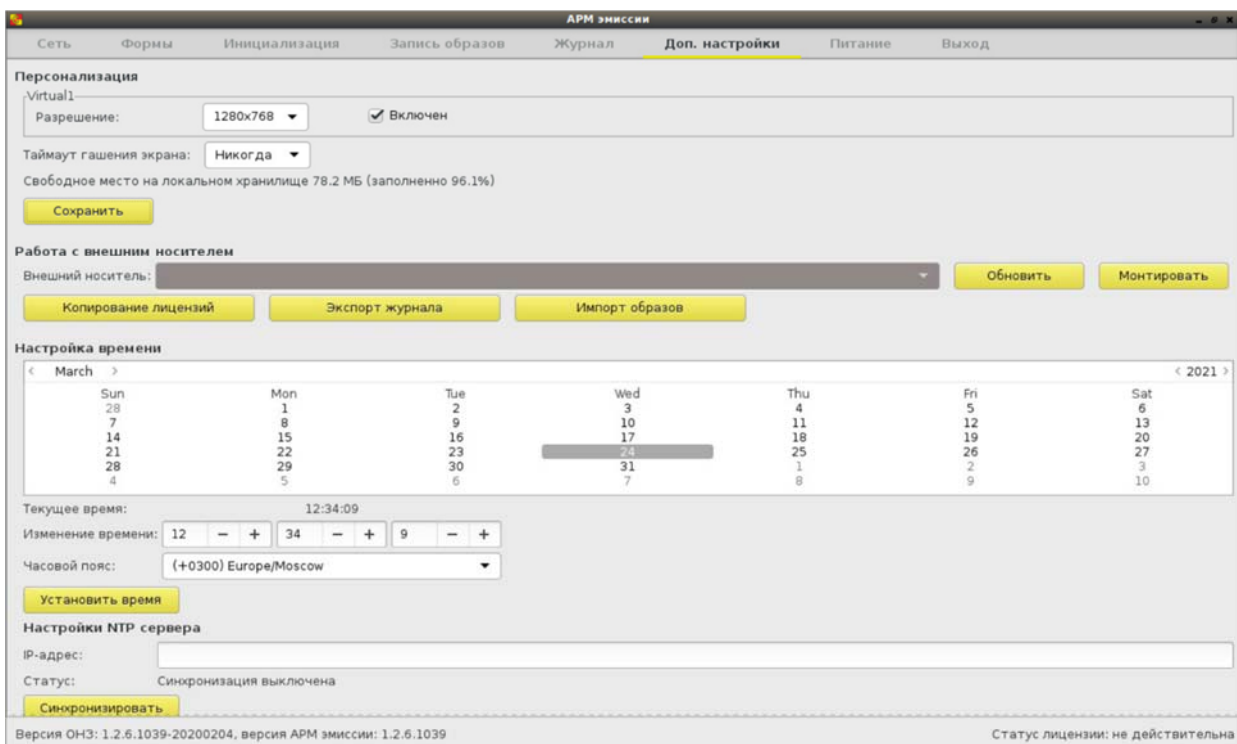 АРМ эмиссии
Сеть Формы Инициализация Запись образов Журнал Доп. настройки Питание Выход
Персонализация
Virtual1
Разрешение: 1280x768 Включен
Таймаут гашения экрана: Никогда
Свободное место на локальном хранилище 78.2 МБ (заполненно 96.1%)
Сохранить
Работа с внешним носителем
Внешний носитель: Обновить Монтировать
Копирование лицензий Экспорт журнала Импорт образов
Настройка времени
< March > < 2021 >
Sun Mon Tue Wed Thu Fri Sat
28 1 2 3 4 5 6
7 8 9 10 11 12 13
14 15 16 17 18 19 20
21 22 23 24 25 26 27
28 29 30 31 1 2 3
4 5 6 7 8 9 10
Текущее время: 12:34:09
Изменение времени: 12 − + 34 − + 9 − +
Часовой пояс: (+0300) Europe/Moscow
Установить время
Настройки NTP сервера
IP-адрес:
Статус: Синхронизация выключена
Синхронизировать
Версия ОНЗ: 1.2.6.1039-20200204, версия АРМ эмиссии: 1.2.6.1039 Статус лицензии: не действительна